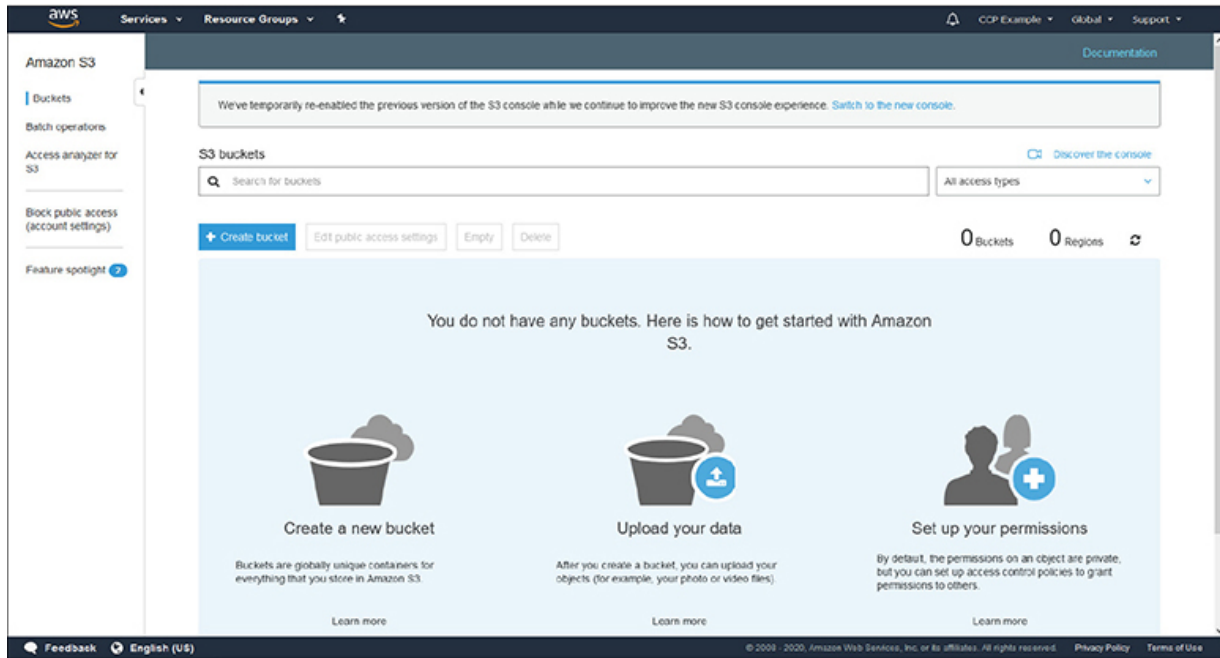 aws Services Resource Groups CCP Example Global Support
Documentation
Amazon S3
Buckets
Batch operations
Access analyzer for
S3
Block public access
(account settings)
Feature spotlight 2
We've temporarily re-enabled the previous version of the S3 console while we continue to improve the new S3 console experience. Switch to the new console.
S3 buckets
Discover the console
Search for buckets
All access types
Create bucket Edit public access settings Empty Delete
0 Buckets 0 Regions
You do not have any buckets. Here is how to get started with Amazon
S3.
Create a new bucket
Buckets are globally unique containers for
everything that you store in Amazon S3.
Learn more
Upload your data
After you create a bucket, you can upload your
objects (for example, your photo or video files).
Learn more
Set up your permissions
By default, the permissions on an object are private,
but you can set up access control policies to grant
permissions to others.
Learn more
Feedback English (US)
© 2008 - 2020, Amazon Web Services, Inc. or its affiliates. All rights reserved. Privacy Policy Terms of Use